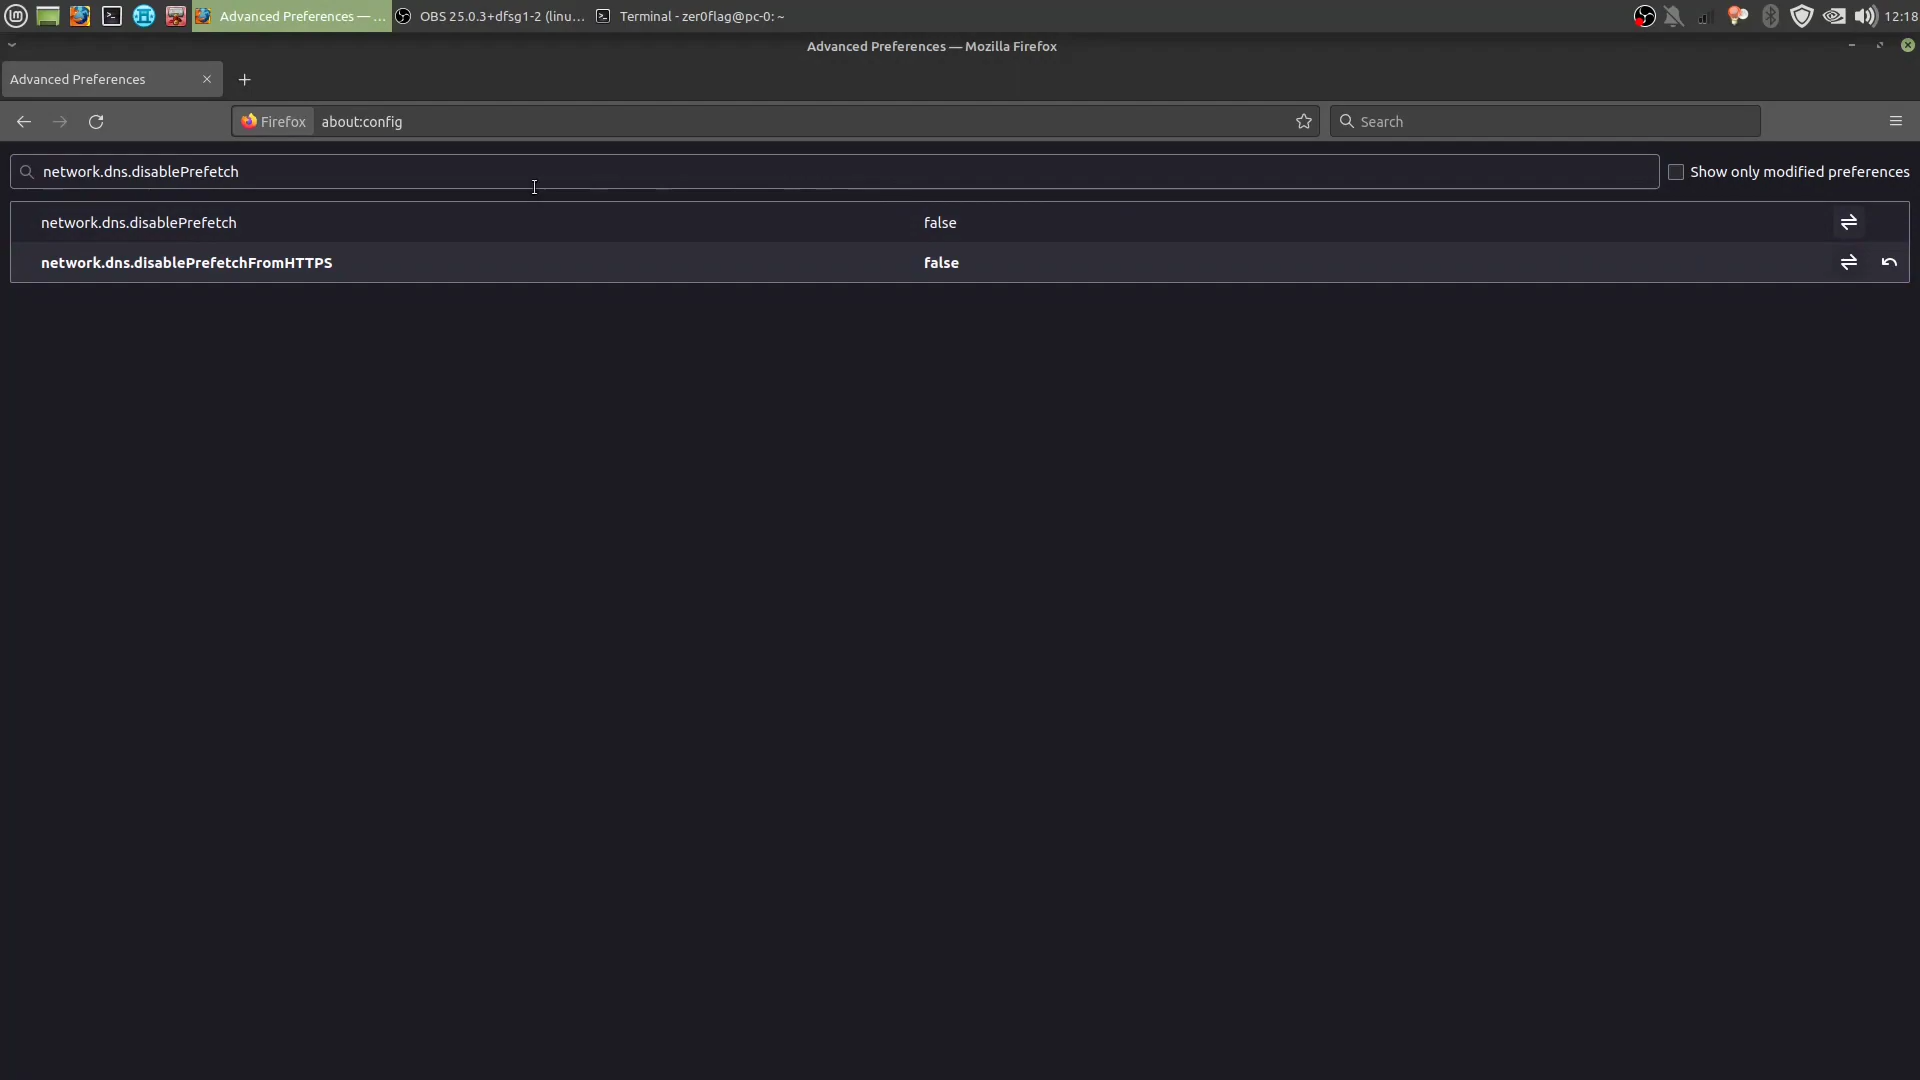 Advanced Preferences — ...
OBS 25.0.3+dfsg1-2 (linu...
Terminal - zer0flag@pc-0: ~
12:18
Advanced Preferences — Mozilla Firefox
Advanced Preferences
Firefox
about:config
Search
network.dns.disablePrefetch
Show only modified preferences
network.dns.disablePrefetch false
network.dns.disablePrefetchFromHTTPS false